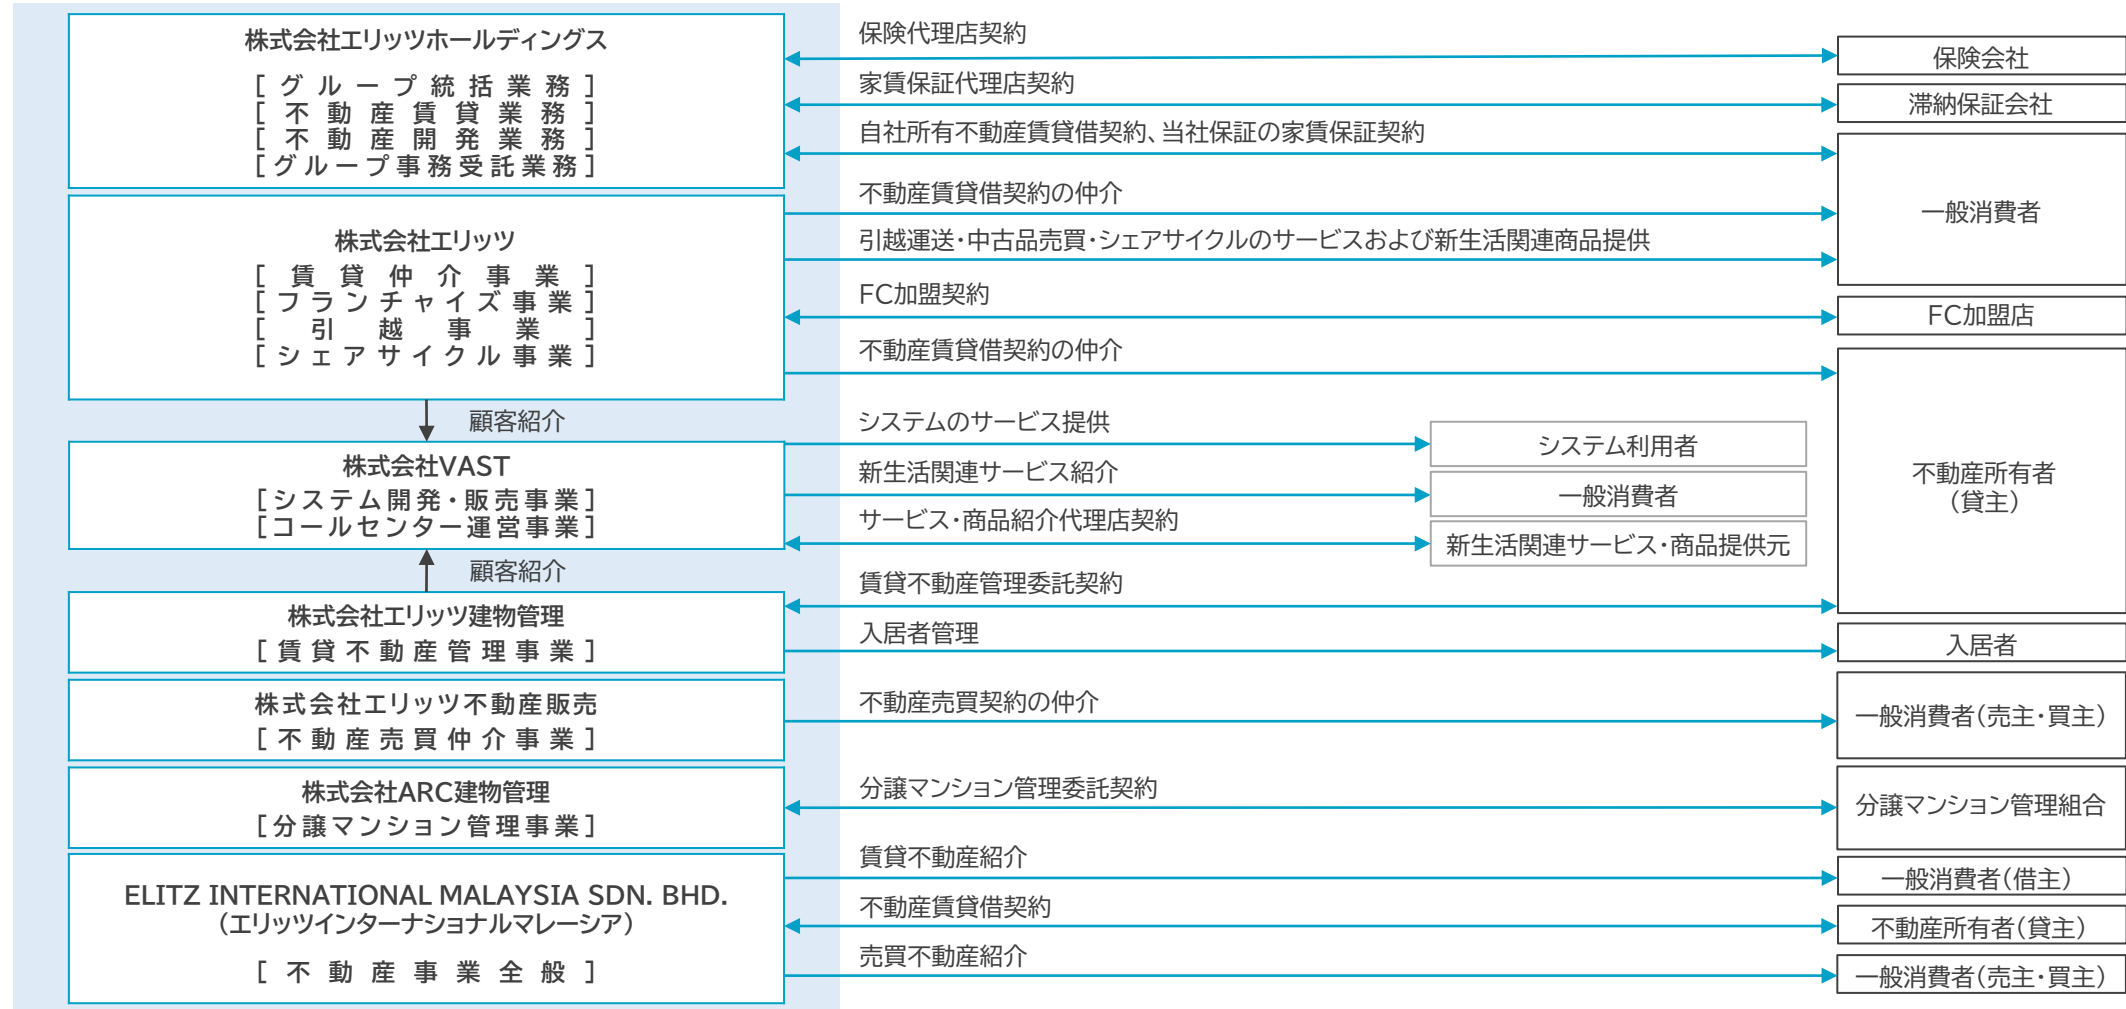 株式会社エリッツホールディングス
[グループ統括業務]
[不動産賃貸業務]
[不動産開発業務]
[グループ事務受託業務]
保険代理店契約
保険会社
家賃保証代理店契約
滞納保証会社
自社所有不動産賃貸借契約、当社保証の家賃保証契約
一般消費者
株式会社エリッツ
[賃貸仲介事業]
[フランチャイズ事業]
[引越事業]
[シェアサイクル事業]
不動産賃貸借契約の仲介
引越運送・中古品売買・シェアサイクルのサービスおよび新生活関連商品提供
FC加盟契約
FC加盟店
不動産賃貸借契約の仲介
不動産所有者
(貸主)
顧客紹介
株式会社VAST
[システム開発・販売事業]
[コールセンター運営事業]
システムのサービス提供
システム利用者
新生活関連サービス紹介
一般消費者
サービス・商品紹介代理店契約
新生活関連サービス・商品提供元
顧客紹介
株式会社エリッツ建物管理
[賃貸不動産管理事業]
賃貸不動産管理委託契約
入居者管理
入居者
株式会社エリッツ不動産販売
[不動産売買仲介事業]
不動産売買契約の仲介
一般消費者(売主・買主)
株式会社ARC建物管理
[分譲マンション管理事業]
分譲マンション管理委託契約
分譲マンション管理組合
ELITZ INTERNATIONAL MALAYSIA SDN. BHD.
(エリッツインターナショナルマレーシア)
[不動産事業全般]
賃貸不動産紹介
一般消費者(借主)
不動産賃貸借契約
不動産所有者(貸主)
売買不動産紹介
一般消費者(売主・買主)